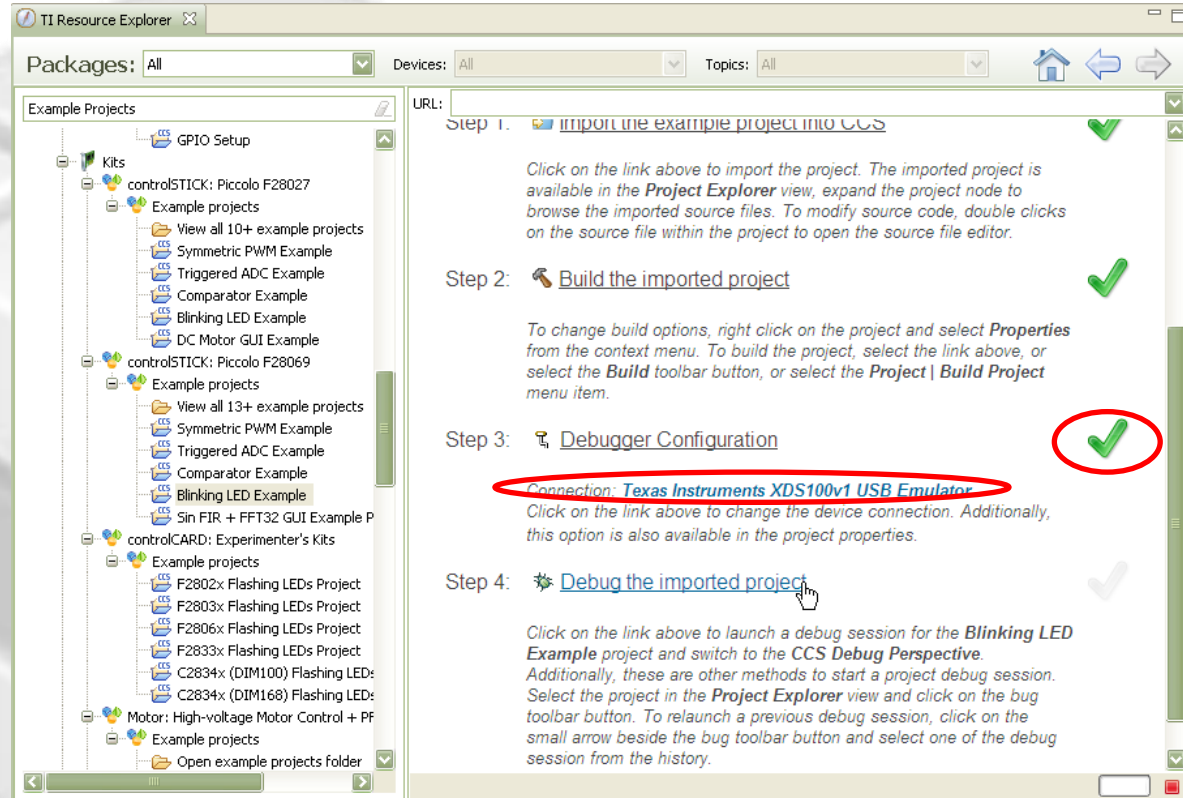 TI Resource Explorer
Packages: All
Devices: All
Topics: All
Example Projects
GPIO Setup
Kits
controlSTICK: Piccolo F28027
Example projects
View all 10+ example projects
Symmetric PWM Example
Triggered ADC Example
Comparator Example
Blinking LED Example
DC Motor GUI Example
controlSTICK: Piccolo F28069
Example projects
View all 13+ example projects
Symmetric PWM Example
Triggered ADC Example
Comparator Example
Blinking LED Example
Sin FIR + FFT32 GUI Example P
controlCARD: Experimenter's Kits
Example projects
F2802x Flashing LEDs Project
F2803x Flashing LEDs Project
F2806x Flashing LEDs Project
F2833x Flashing LEDs Project
C2834x (DIM100) Flashing LEDs
C2834x (DIM168) Flashing LEDs
Motor: High-voltage Motor Control + PF
Example projects
Open example projects folder
URL:
Step 1: Import the example project into CCS
Click on the link above to import the project. The imported project is
available in the Project Explorer view, expand the project node to
browse the imported source files. To modify source code, double clicks
on the source file within the project to open the source file editor.
Step 2: Build the imported project
To change build options, right click on the project and select Properties
from the context menu. To build the project, select the link above, or
select the Build toolbar button, or select the Project | Build Project
menu item.
Step 3: Debugger Configuration
Connection: Texas Instruments XDS100v1 USB Emulator
Click on the link above to change the device connection. Additionally,
this option is also available in the project properties.
Step 4: Debug the imported project
Click on the link above to launch a debug session for the Blinking LED
Example project and switch to the CCS Debug Perspective.
Additionally, these are other methods to start a project debug session.
Select the project in the Project Explorer view and click on the bug
toolbar button. To relaunch a previous debug session, click on the
small arrow beside the bug toolbar button and select one of the debug
session from the history.